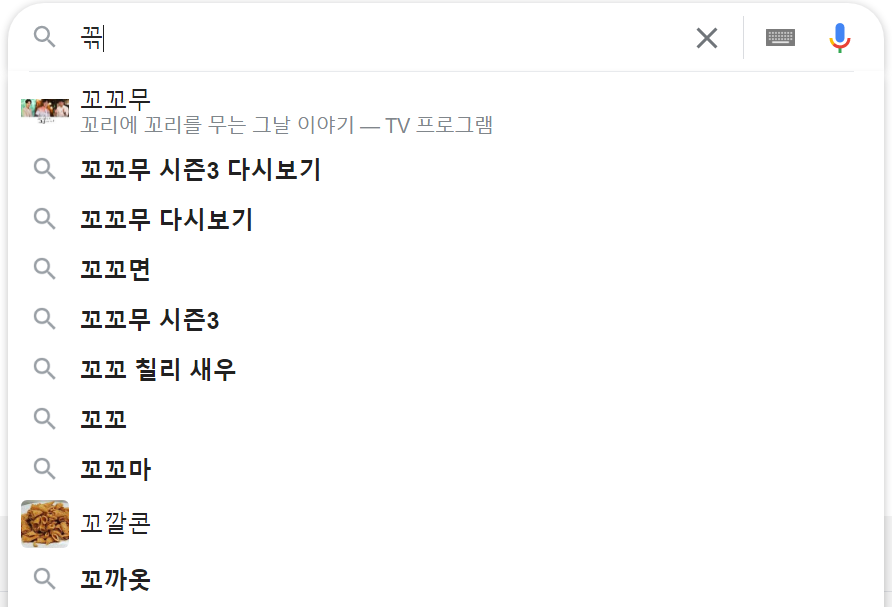 꺾
꼬꼬무
꼬리에 꼬리를 무는 그날 이야기 — TV 프로그램
꼬꼬무 시즌3 다시보기
꼬꼬무 다시보기
꼬꼬면
꼬꼬무 시즌3
꼬꼬 칠리 새우
꼬꼬
꼬꼬마
꼬깔콘
꼬까옷